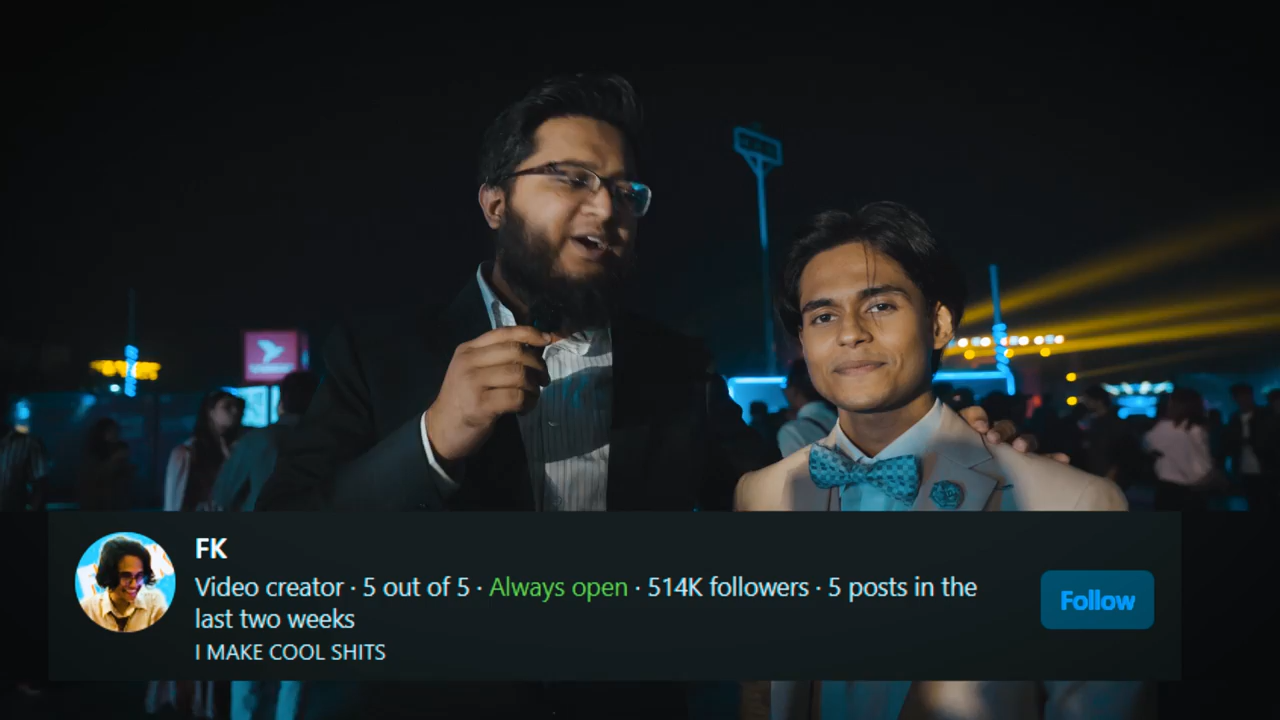 FK
Video creator · 5 out of 5 · Always open · 514K followers · 5 posts in the
last two weeks
I MAKE COOL SHITS
Follow